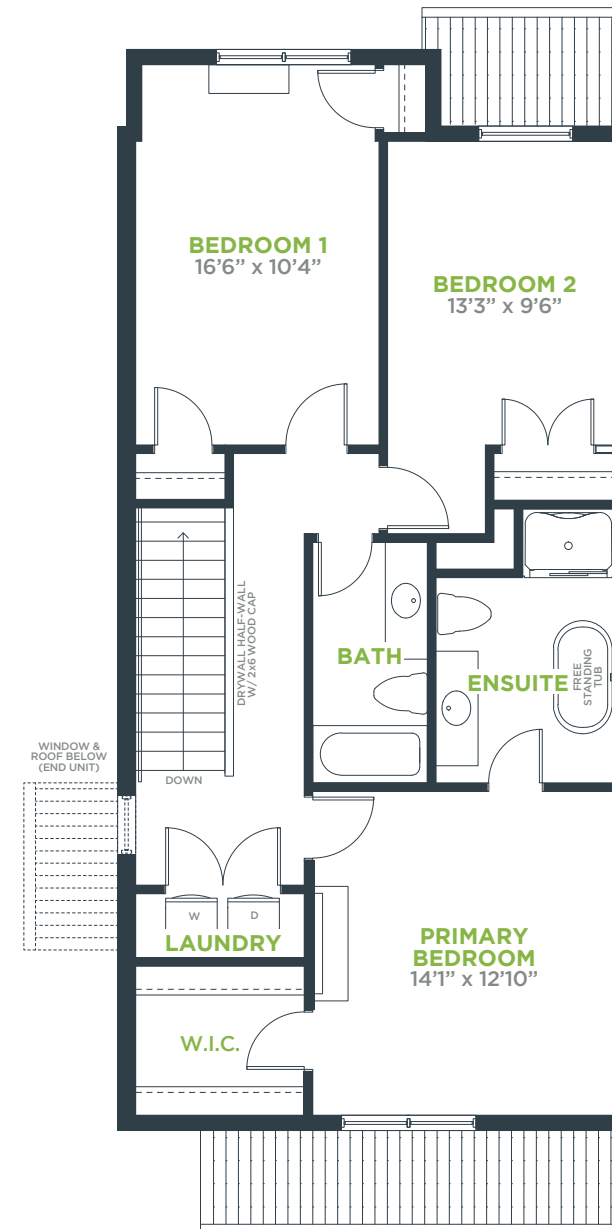 BEDROOM 1
16’6” x 10’4”
BEDROOM 2
13’3” x 9’6”
DRYWALL HALF-WALL
W/ 2x6 WOOD CAP
BATH
ENSUITE
FREE
STANDING
TUB
WINDOW &
ROOF BELOW
(END UNIT)
DOWN
W
D
LAUNDRY
PRIMARY
BEDROOM
14’1” x 12’10”
W.I.C.